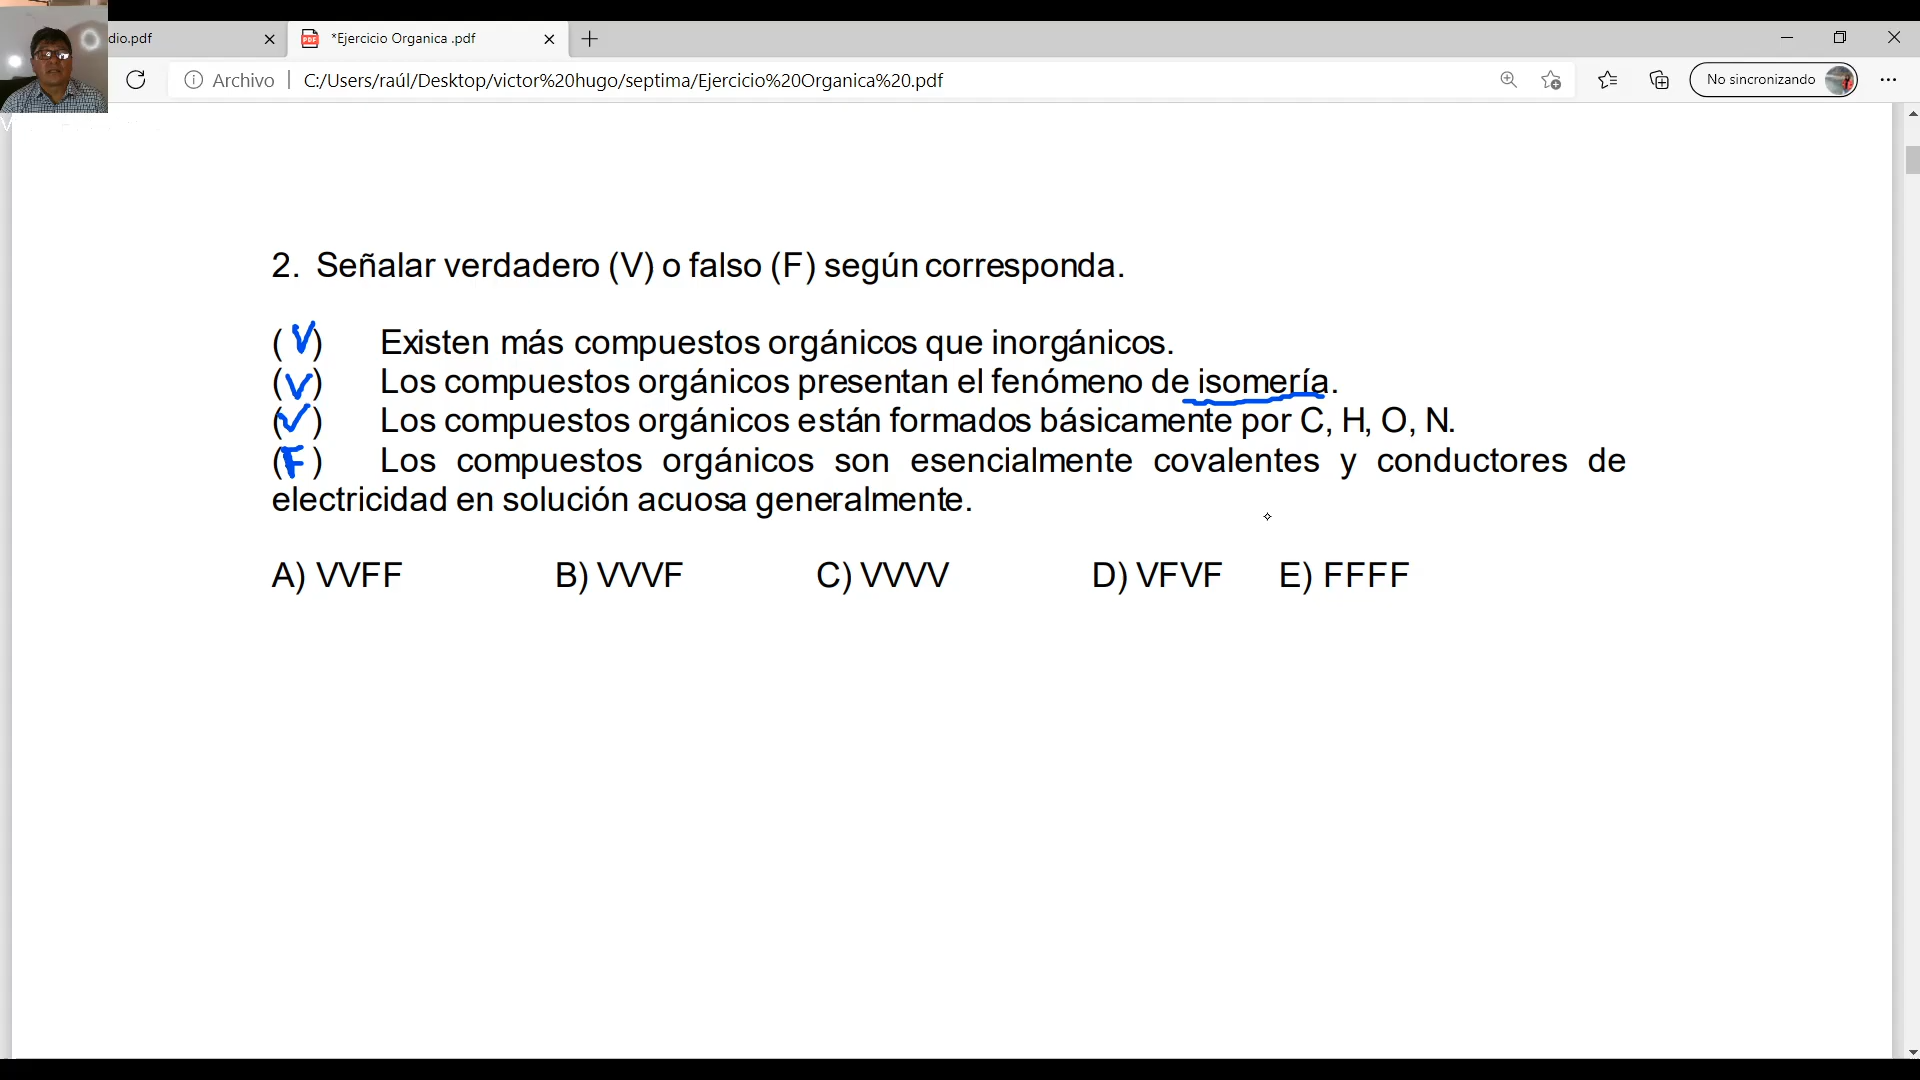 dio.pdf
*Ejercicio Organica .pdf
Archivo
C:/Users/raúl/Desktop/victor%20hugo/septima/Ejercicio%20Organica%20.pdf
No sincronizando
2. Señalar verdadero (V) o falso (F) según corresponda.
( V ) Existen más compuestos orgánicos que inorgánicos.
( V ) Los compuestos orgánicos presentan el fenómeno de isomería.
( V ) Los compuestos orgánicos están formados básicamente por C, H, O, N.
( F ) Los compuestos orgánicos son esencialmente covalentes y conductores de
electricidad en solución acuosa generalmente.
A) VVFF B) VVVF C) VVVV D) VFVF E) FFFF